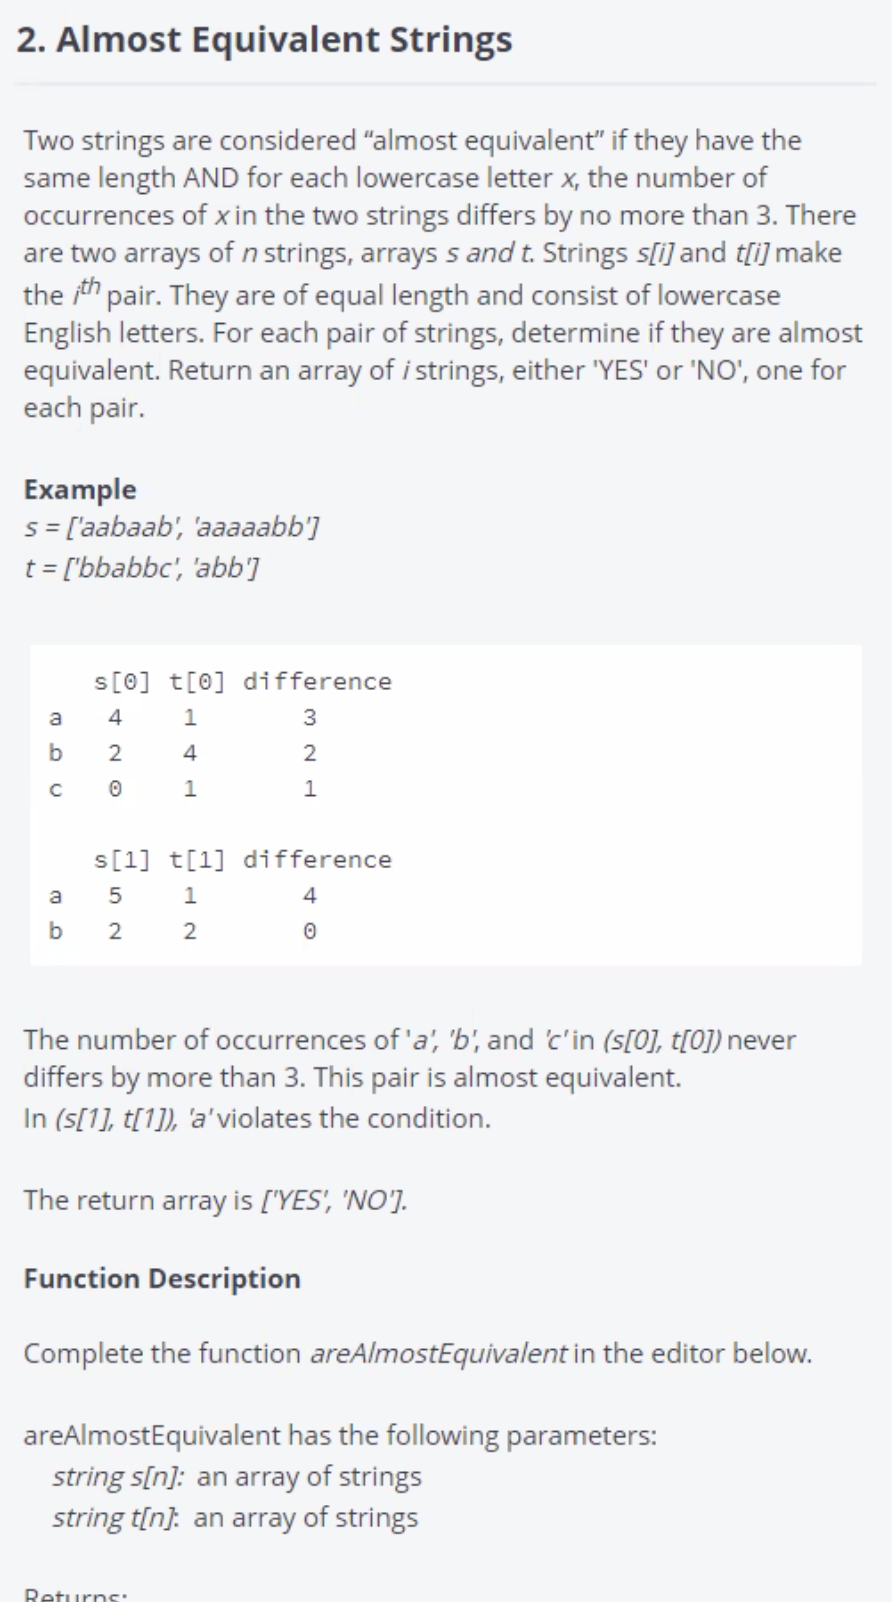 2. Almost Equivalent Strings
Two strings are considered “almost equivalent” if they have the
same length AND for each lowercase letter x, the number of
occurrences of x in the two strings differs by no more than 3. There
are two arrays of n strings, arrays s and t. Strings s[i] and t[i] make
the ith pair. They are of equal length and consist of lowercase
English letters. For each pair of strings, determine if they are almost
equivalent. Return an array of i strings, either 'YES' or 'NO', one for
each pair.
Example
s = ['aabaab', 'aaaaabb']
t = ['bbabbc', 'abb']
s[0] t[0] difference
a 4 1 3
b 2 4 2
c 0 1 1
s[1] t[1] difference
a 5 1 4
b 2 2 0
The number of occurrences of 'a', 'b', and 'c' in (s[0], t[0]) never
differs by more than 3. This pair is almost equivalent.
In (s[1], t[1]), 'a' violates the condition.
The return array is ['YES', 'NO'].
Function Description
Complete the function areAlmostEquivalent in the editor below.
areAlmostEquivalent has the following parameters:
string s[n]: an array of strings
string t[n]: an array of strings
Returns: